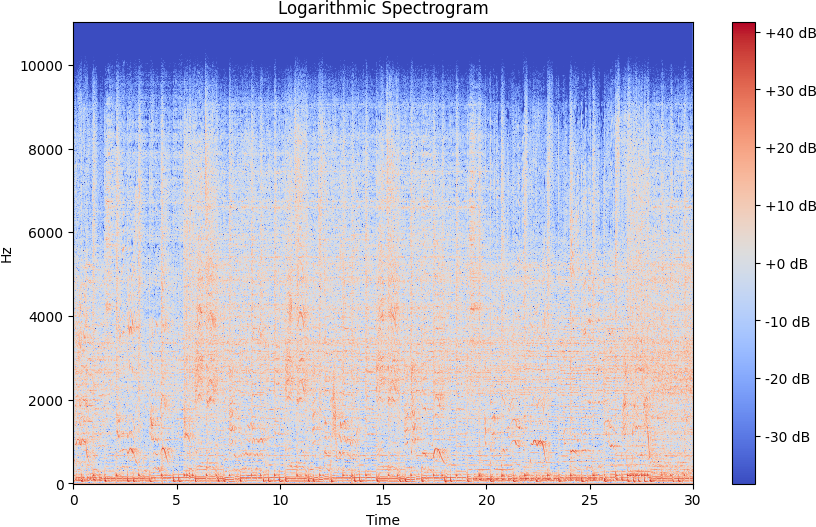 Logarithmic Spectrogram
Hz
10000
8000
6000
4000
2000
0
0 5 10 15 20 25 30
Time
+40 dB
+30 dB
+20 dB
+10 dB
+0 dB
-10 dB
-20 dB
-30 dB